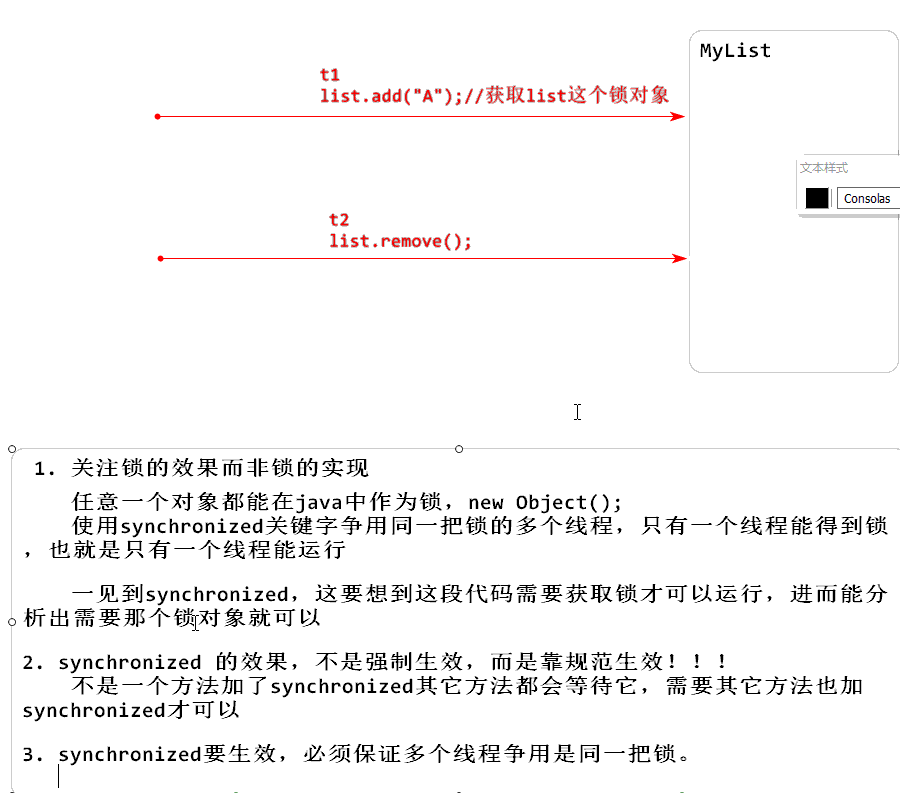 MyList
t1
list.add("A");//获取list这个锁对象
文本样式
Consolas
t2
list.remove();
1. 关注锁的效果而非锁的实现
任意一个对象都能在java中作为锁，new Object();
使用synchronized关键字争用同一把锁的多个线程，只有一个线程能得到锁
，也就是只有一个线程能运行
一见到synchronized，这要想到这段代码需要获取锁才可以运行，进而能分
析出需要那个锁对象就可以
2. synchronized 的效果，不是强制生效，而是靠规范生效！！！
不是一个方法加了synchronized其它方法都会等待它，需要其它方法也加
synchronized才可以
3. synchronized要生效，必须保证多个线程争用是同一把锁。